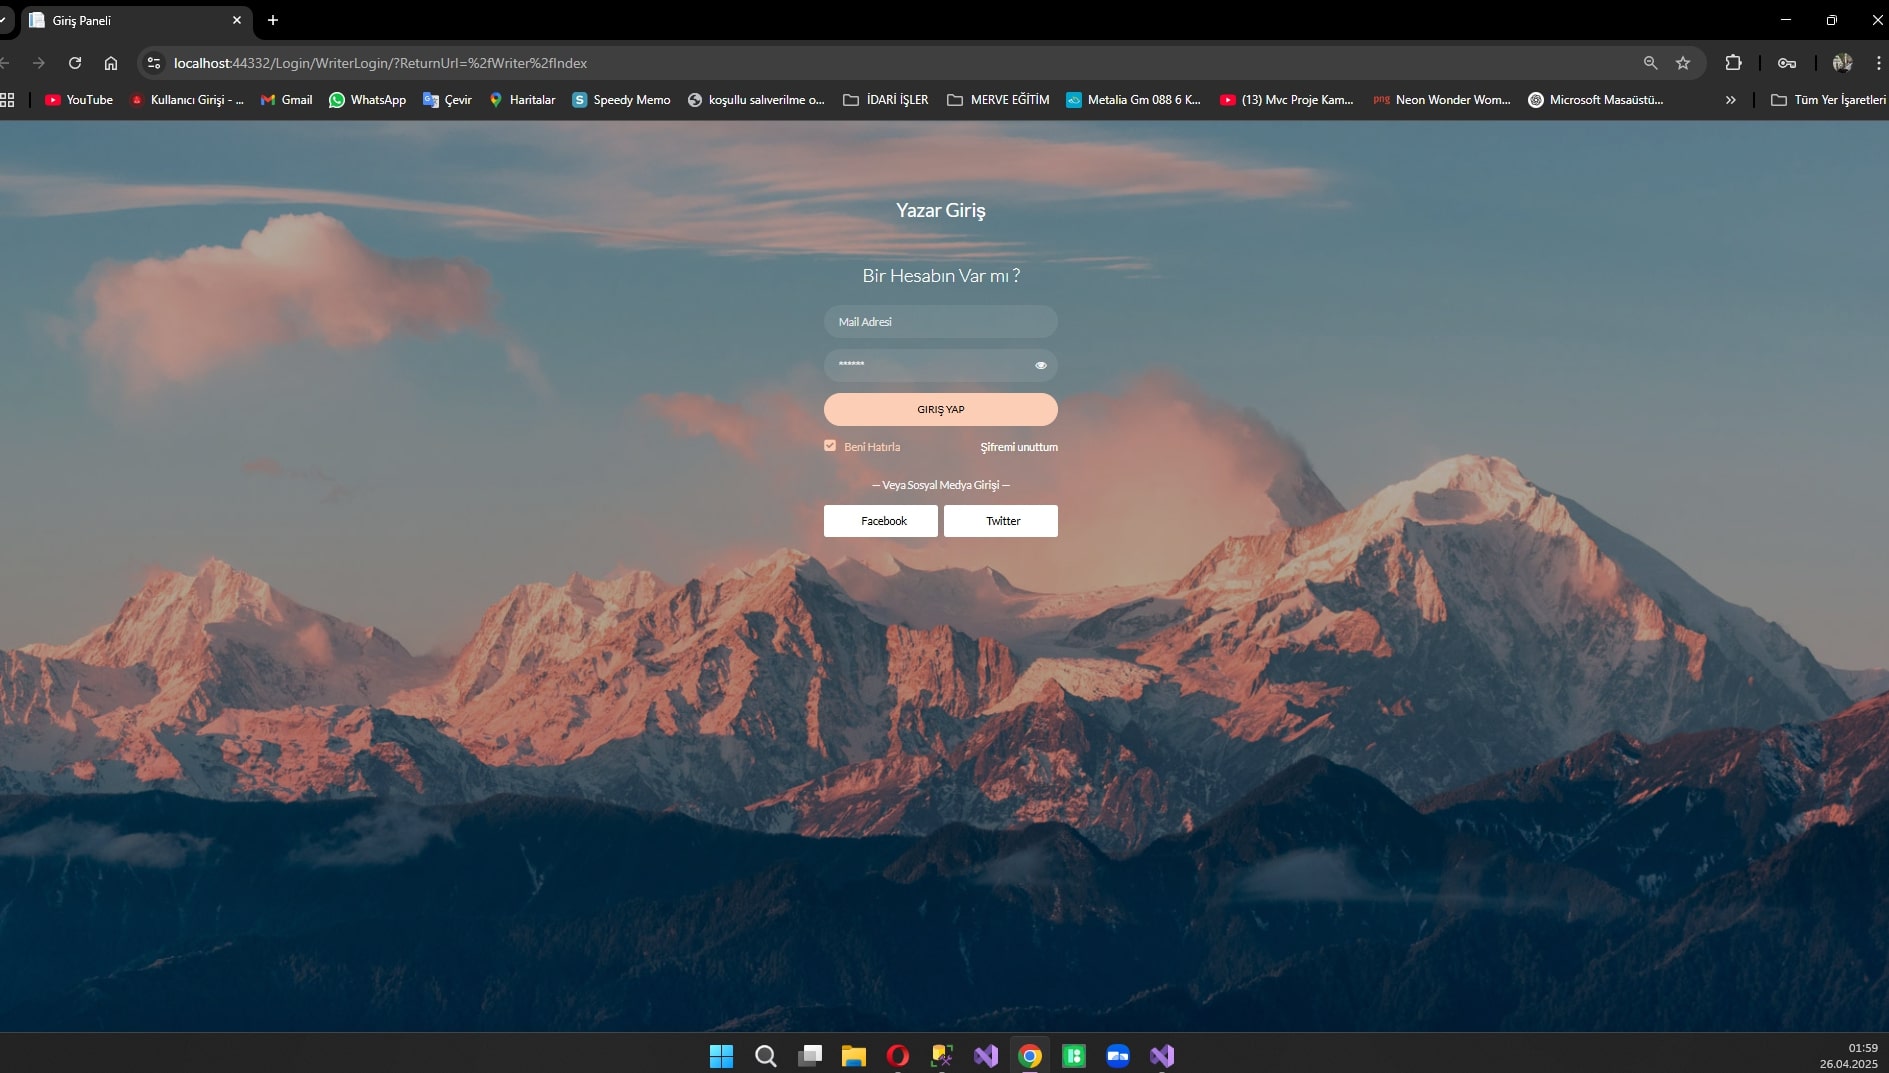 Giriş Paneli
localhost:44332/Login/WriterLogin/?ReturnUrl=%2fWriter%2fIndex
YouTube Kullanıcı Girişi - ... Gmail WhatsApp Çevir Haritalar Speedy Memo koşullu salıverilme o... İDARİ İŞLER MERVE EĞİTİM Metalia Gm 088 6 K... (13) Mvc Proje Kam... png Neon Wonder Wom... Microsoft Masaüstü... » Tüm Yer İşaretleri
Yazar Giriş
Bir Hesabın Var mı ?
Mail Adresi
******
GIRIŞ YAP
Beni Hatırla Şifremi unuttum
— Veya Sosyal Medya Girişi —
Facebook Twitter
01:59
26.04.2025